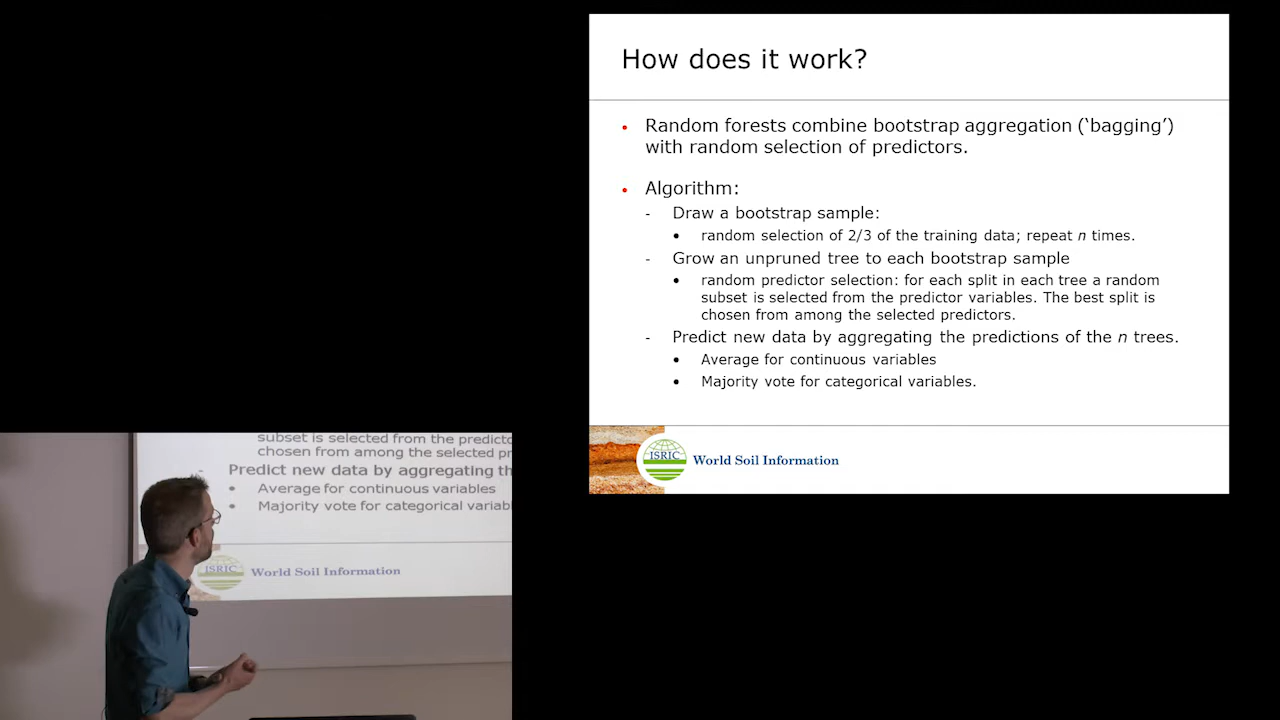 How does it work?
• Random forests combine bootstrap aggregation (‘bagging’)
with random selection of predictors.
• Algorithm:
- Draw a bootstrap sample:
• random selection of 2/3 of the training data; repeat n times.
- Grow an unpruned tree to each bootstrap sample
• random predictor selection: for each split in each tree a random
subset is selected from the predictor variables. The best split is
chosen from among the selected predictors.
- Predict new data by aggregating the predictions of the n trees.
• Average for continuous variables
• Majority vote for categorical variables.
ISRIC World Soil Information
subset is selected from the
chosen from among the selected
Predict new data by aggregating
• Average for continuous variables
• Majority vote for categorical
ISRIC World Soil Information